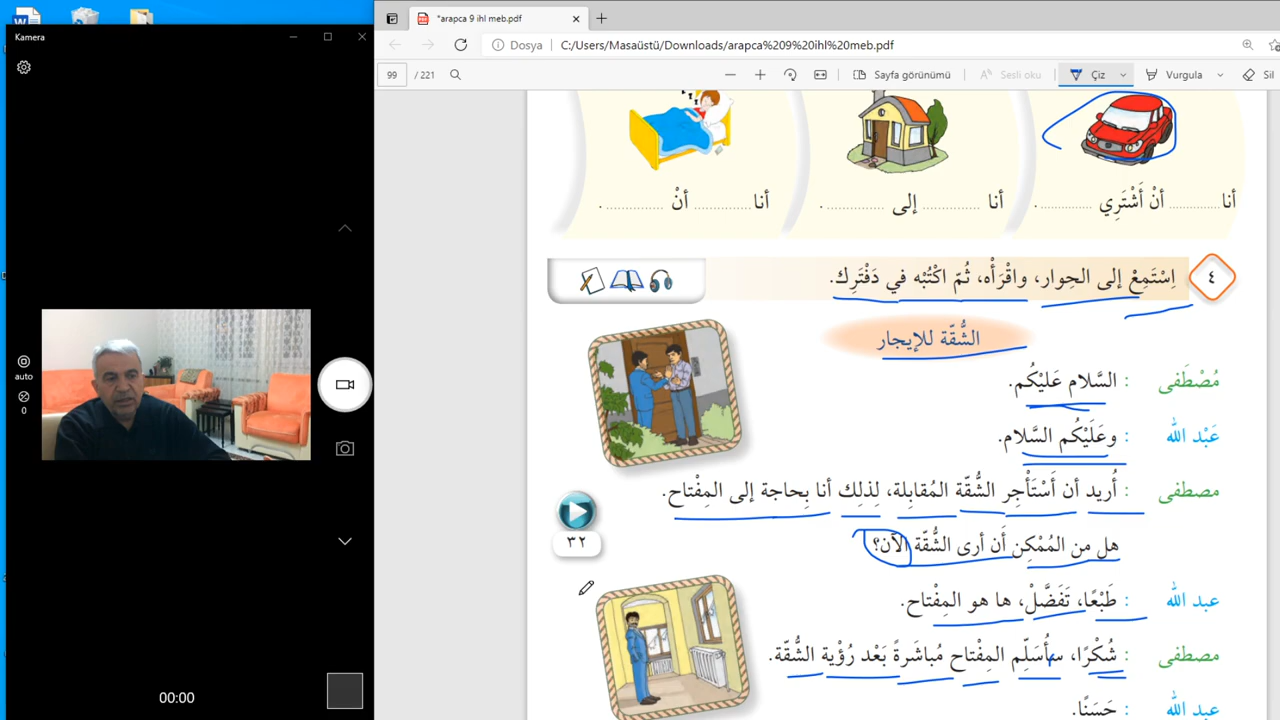 Kamera
auto
0
00:00
*arapca 9 ihl meb.pdf
Dosya
C:/Users/Masaüstü/Downloads/arapca%209%20ihl%20meb.pdf
99
/ 221
Sayfa görünümü
Sesli oku
Çiz
Vurgula
Sil
أنا ............ أنْ أَشْتَرِي ............ .
أنا ............ إلى ............ .
أنا ............ أنْ ............ .
٤
اِسْتَمِعْ إلى الحِوار، واقْرَأْه، ثُمّ اكْتُبْه في دَفْتَرِك.
الشُّقّة للإيجار
مُصْطَفى : السَّلام عَلَيْكُم.
عَبْد الله : وعَلَيْكُم السَّلام.
مصطفى : أُريد أن أَسْتَأْجِر الشُّقّة المُقابِلة، لِذلِك أنا بِحاجة إلى المِفْتاح.
هل من المُمْكِن أَن أرى الشُّقّة الآن؟
٣٢
عبد الله : طَبْعًا، تَفَضَّلْ، ها هو المِفْتاح.
مصطفى : شُكْرًا، سأُسَلِّم المِفْتاح مُباشَرةً بَعْد رُؤْية الشُّقّة.
عبد الله : حَسَنًا.